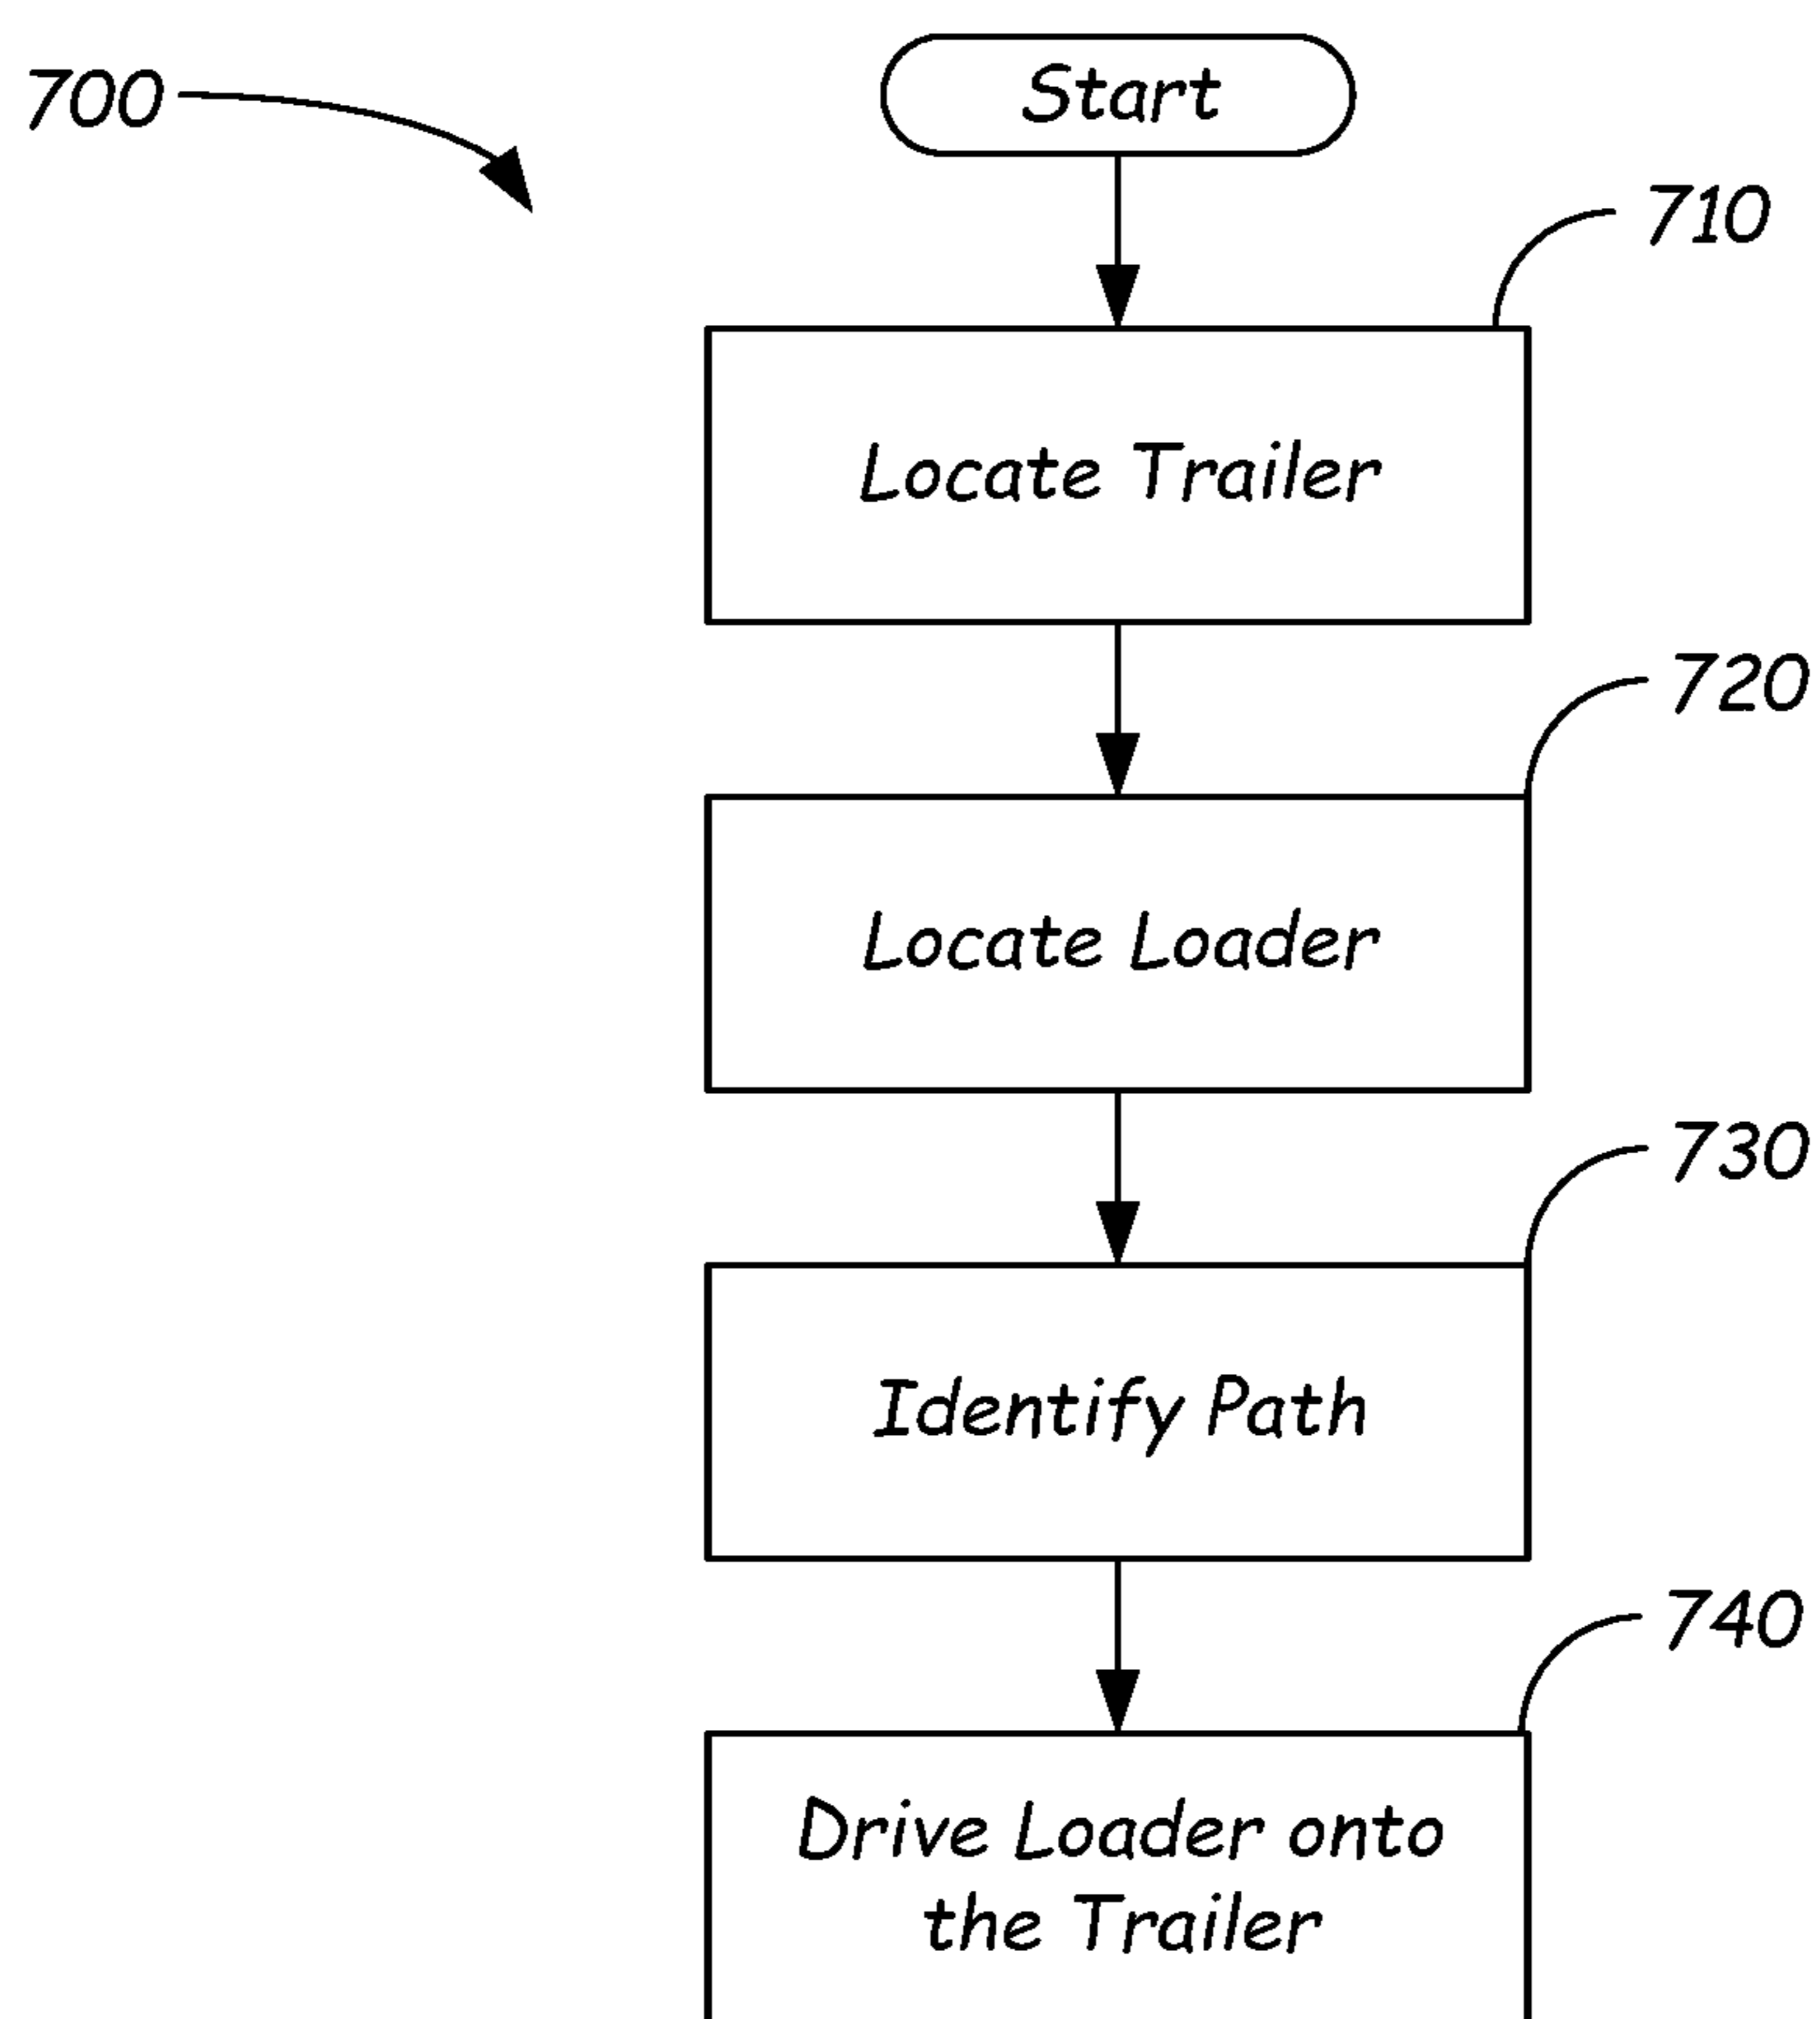 700
Start
710
Locate Trailer
720
Locate Loader
730
Identify Path
740
Drive Loader onto
the Trailer